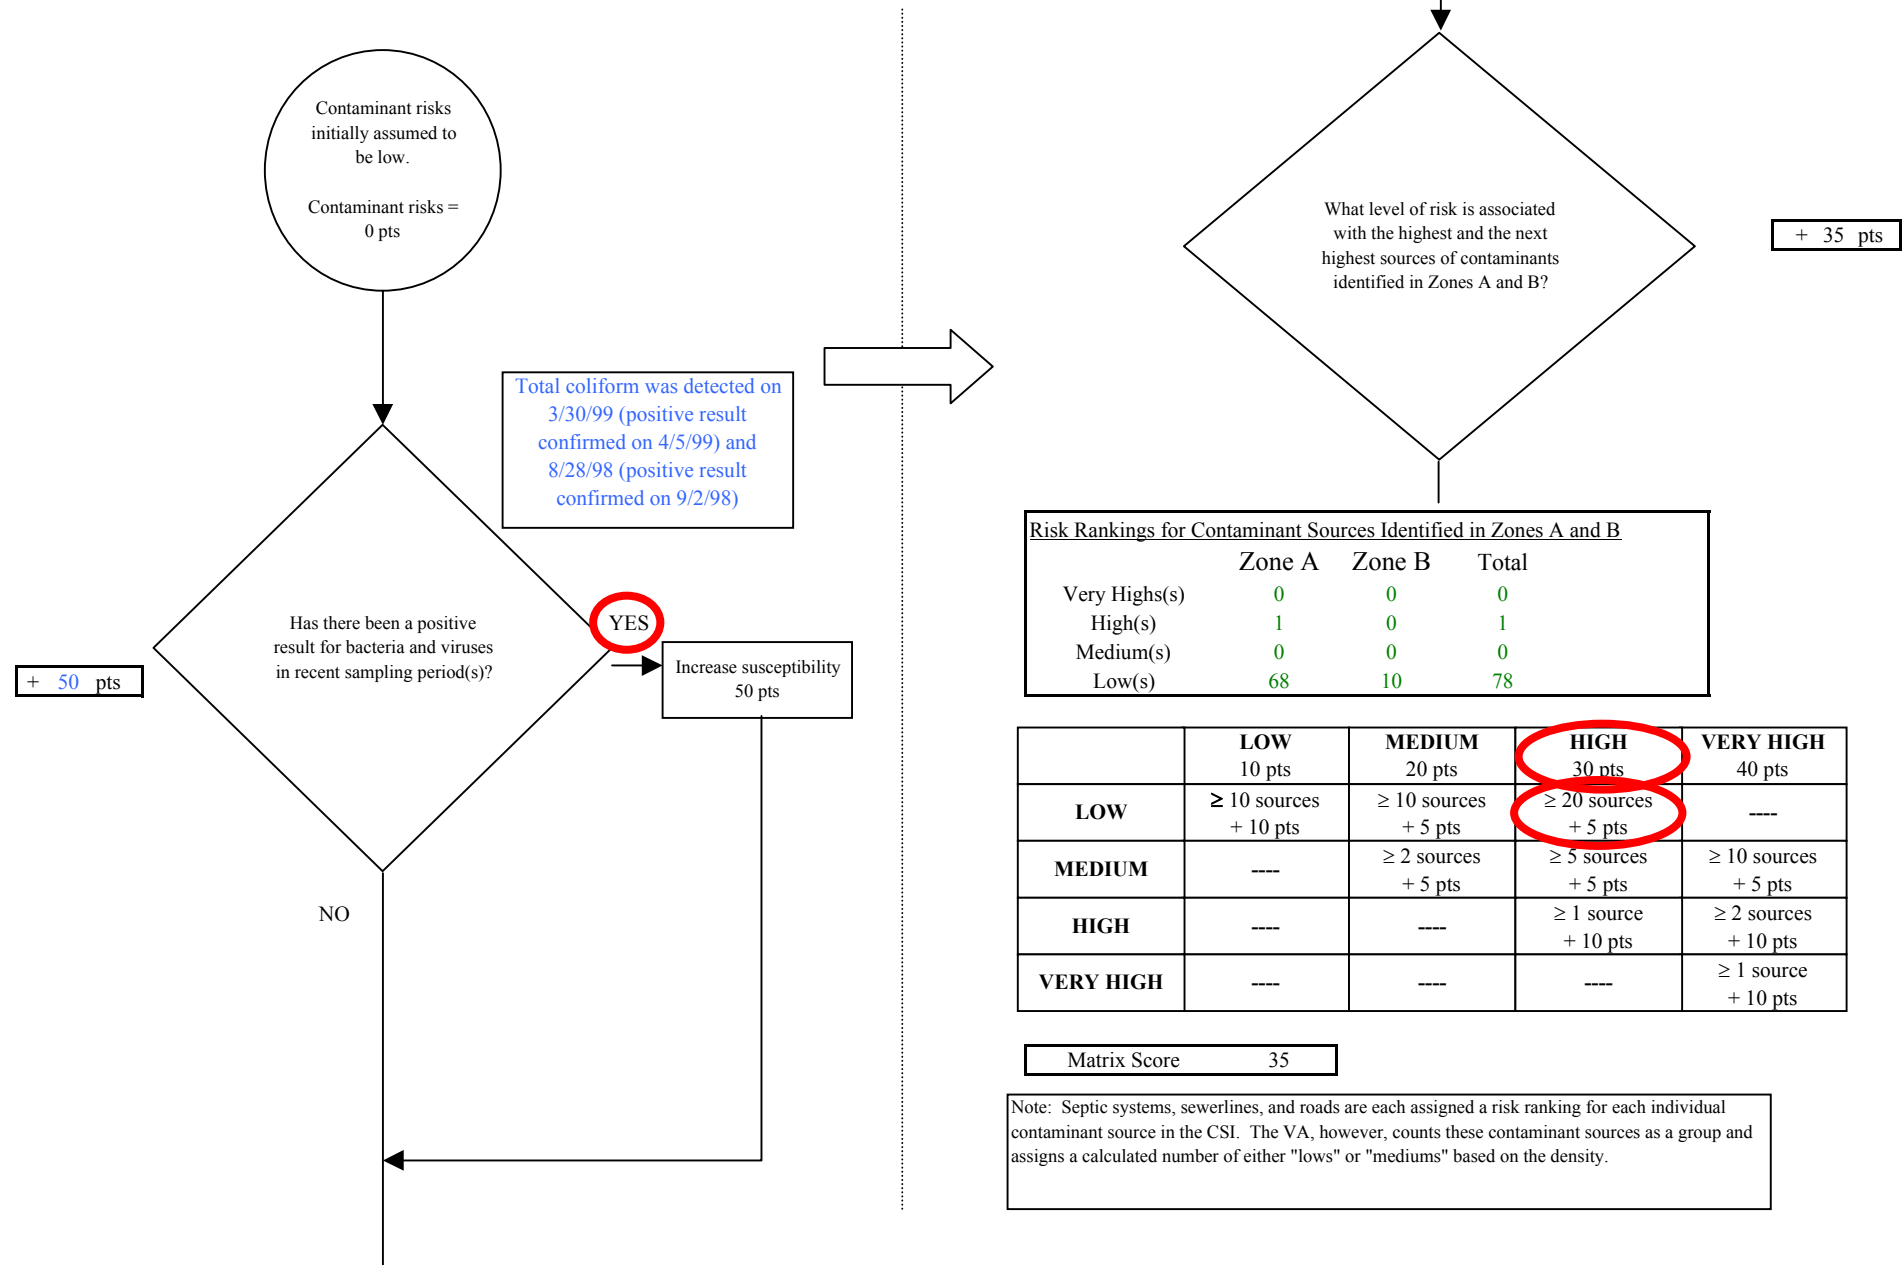 Contaminant risks
initially assumed to
be low.
Contaminant risks =
0 pts
Total coliform was detected on
3/30/99 (positive result
confirmed on 4/5/99) and
8/28/98 (positive result
confirmed on 9/2/98)
Has there been a positive
result for bacteria and viruses
in recent sampling period(s)?
YES
+ 50 pts
Increase susceptibility
50 pts
NO
What level of risk is associated
with the highest and the next
highest sources of contaminants
identified in Zones A and B?
+ 35 pts
Risk Rankings for Contaminant Sources Identified in Zones A and B
Zone A Zone B Total
Very Highs(s) 0 0 0
High(s) 1 0 1
Medium(s) 0 0 0
Low(s) 68 10 78
LOW MEDIUM HIGH VERY HIGH
10 pts 20 pts 30 pts 40 pts
LOW ≥ 10 sources ≥ 10 sources ≥ 20 sources ----
+ 10 pts + 5 pts + 5 pts
MEDIUM ---- ≥ 2 sources ≥ 5 sources ≥ 10 sources
+ 5 pts + 5 pts + 5 pts
HIGH ---- ---- ≥ 1 source ≥ 2 sources
+ 10 pts + 10 pts
VERY HIGH ---- ---- ---- ≥ 1 source
+ 10 pts
Matrix Score 35
Note: Septic systems, sewerlines, and roads are each assigned a risk ranking for each individual
contaminant source in the CSI. The VA, however, counts these contaminant sources as a group and
assigns a calculated number of either "lows" or "mediums" based on the density.